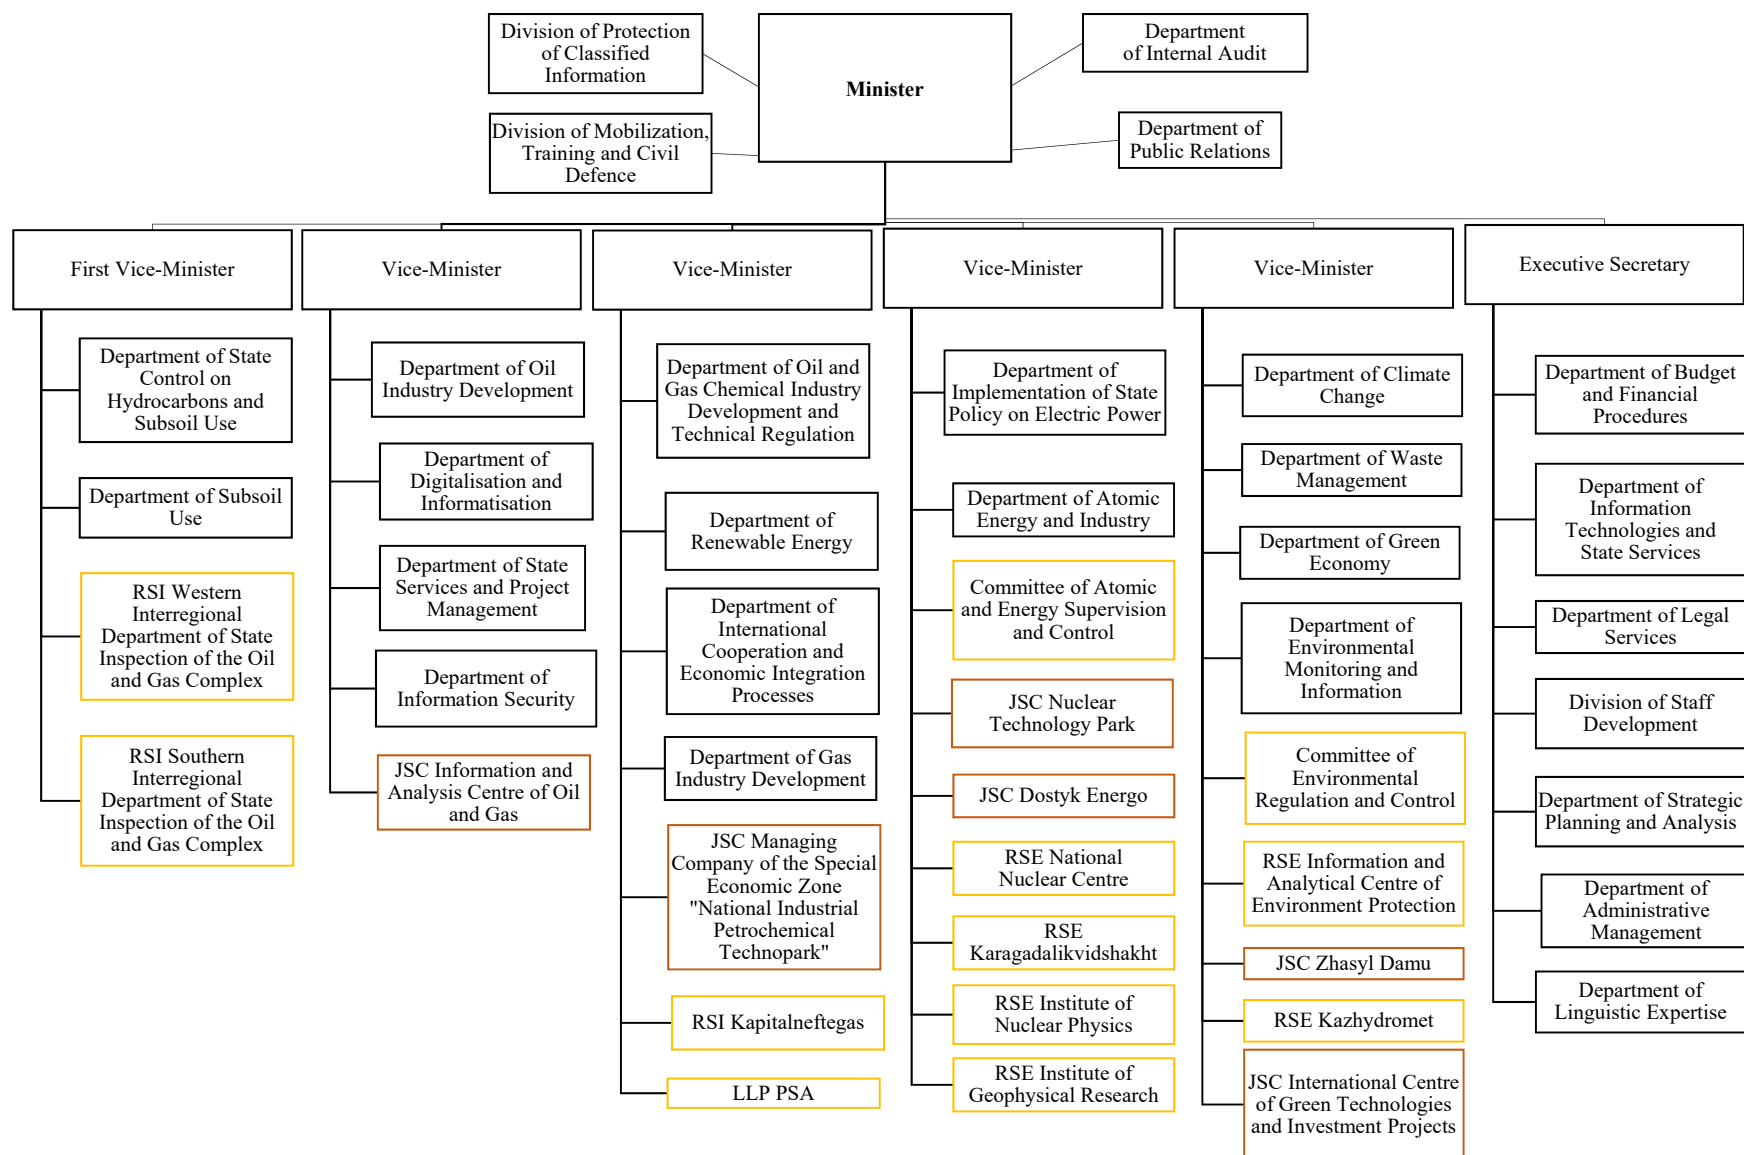 Division of Protection
of Classified
Information
Minister
Department
of Internal Audit
Division of Mobilization,
Training and Civil
Defence
Department of
Public Relations
First Vice-Minister
Vice-Minister
Vice-Minister
Vice-Minister
Vice-Minister
Executive Secretary
Department of State
Control on
Hydrocarbons and
Subsoil Use
Department of Subsoil
Use
RSI Western
Interregional
Department of State
Inspection of the Oil
and Gas Complex
RSI Southern
Interregional
Department of State
Inspection of the Oil
and Gas Complex
Department of Oil
Industry Development
Department of
Digitalisation and
Informatisation
Department of State
Services and Project
Management
Department of
Information Security
JSC Information and
Analysis Centre of Oil
and Gas
Department of Oil and
Gas Chemical Industry
Development and
Technical Regulation
Department of
Renewable Energy
Department of
International
Cooperation and
Economic Integration
Processes
Department of Gas
Industry Development
JSC Managing
Company of the Special
Economic Zone
"National Industrial
Petrochemical
Technopark"
RSI Kapitalneftegas
LLP PSA
Department of
Implementation of State
Policy on Electric Power
Department of Atomic
Energy and Industry
Committee of Atomic
and Energy Supervision
and Control
JSC Nuclear
Technology Park
JSC Dostyk Energo
RSE National
Nuclear Centre
RSE
Karagadalikvidshakht
RSE Institute of
Nuclear Physics
RSE Institute of
Geophysical Research
Department of Climate
Change
Department of Waste
Management
Department of Green
Economy
Department of
Environmental
Monitoring and
Information
Committee of
Environmental
Regulation and Control
RSE Information and
Analytical Centre of
Environment Protection
JSC Zhasyl Damu
RSE Kazhydromet
JSC International Centre
of Green Technologies
and Investment Projects
Department of Budget
and Financial
Procedures
Department of
Information
Technologies and
State Services
Department of Legal
Services
Division of Staff
Development
Department of Strategic
Planning and Analysis
Department of
Administrative
Management
Department of
Linguistic Expertise